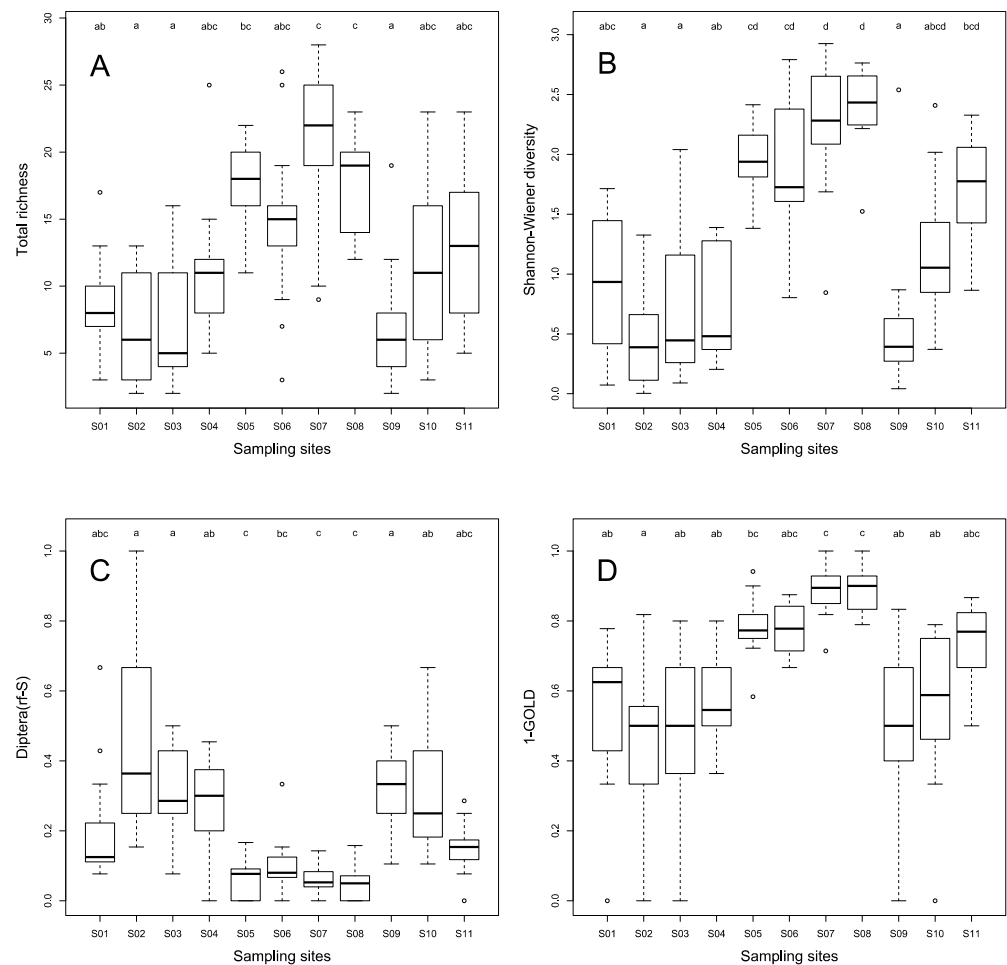 ab a a abc bc abc c c a abc abc
A
Total richness
30
25
20
15
10
5
S01 S02 S03 S04 S05 S06 S07 S08 S09 S10 S11
Sampling sites
abc a a ab cd cd d d a abcd bcd
B
Shannon-Wiener diversity
3.0
2.5
2.0
1.5
1.0
0.5
0.0
S01 S02 S03 S04 S05 S06 S07 S08 S09 S10 S11
Sampling sites
abc a a ab c bc c c a ab abc
C
Diptera(rf-S)
1.0
0.8
0.6
0.4
0.2
0.0
S01 S02 S03 S04 S05 S06 S07 S08 S09 S10 S11
Sampling sites
ab a ab ab bc abc c c ab ab abc
D
1-GOLD
1.0
0.8
0.6
0.4
0.2
0.0
S01 S02 S03 S04 S05 S06 S07 S08 S09 S10 S11
Sampling sites